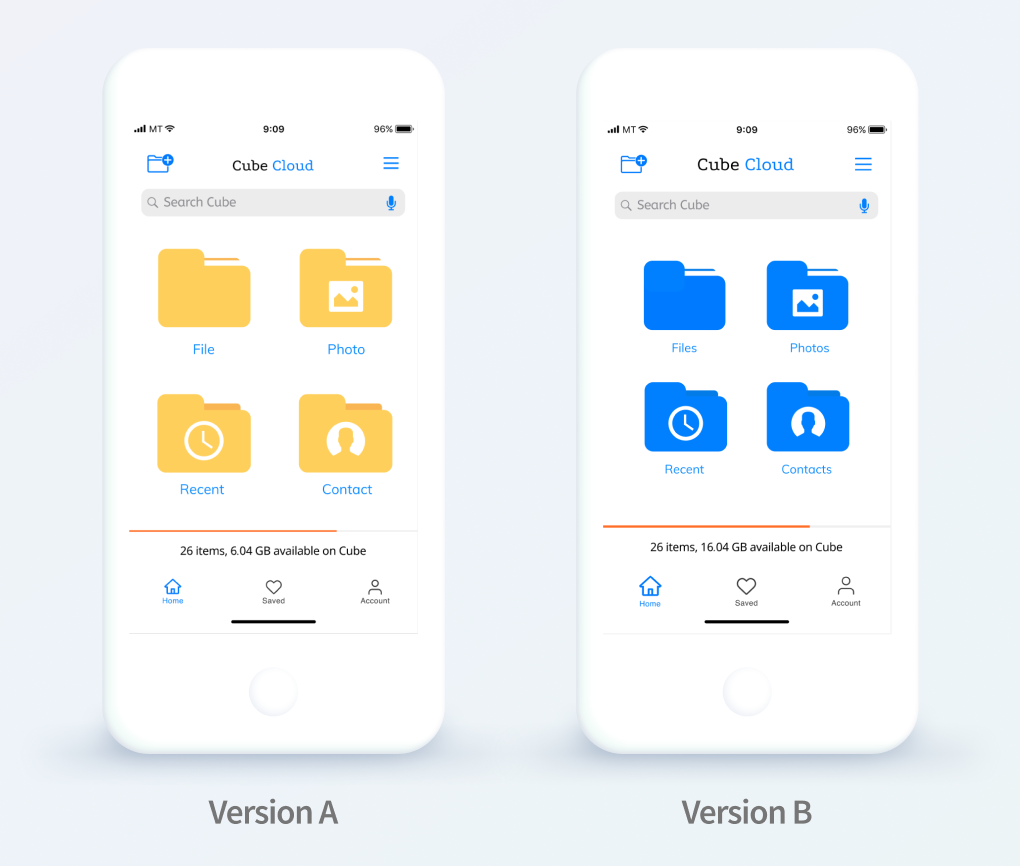 MT 9:09 96%
Cube Cloud
Search Cube
File Photo
Recent Contact
26 items, 6.04 GB available on Cube
Home Saved Account
Version A
MT 9:09 96%
Cube Cloud
Search Cube
Files Photos
Recent Contacts
26 items, 16.04 GB available on Cube
Home Saved Account
Version B